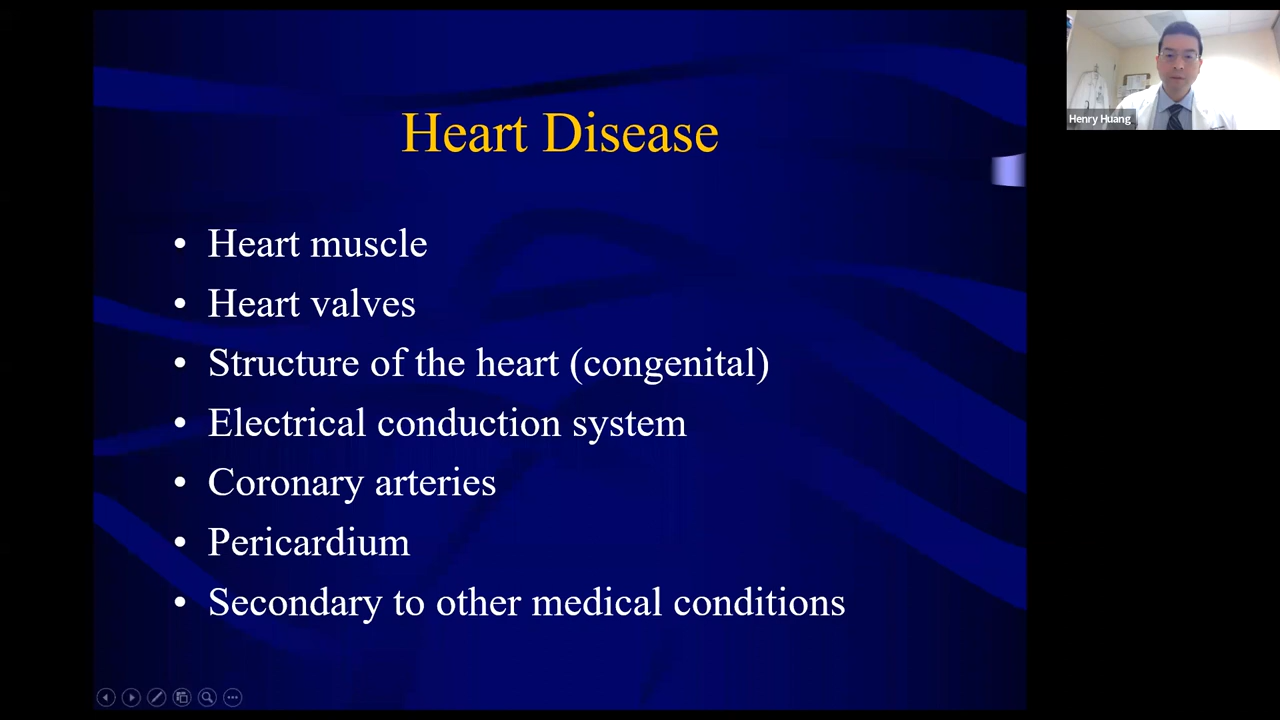 Heart Disease
• Heart muscle
• Heart valves
• Structure of the heart (congenital)
• Electrical conduction system
• Coronary arteries
• Pericardium
• Secondary to other medical conditions
Henry Huang